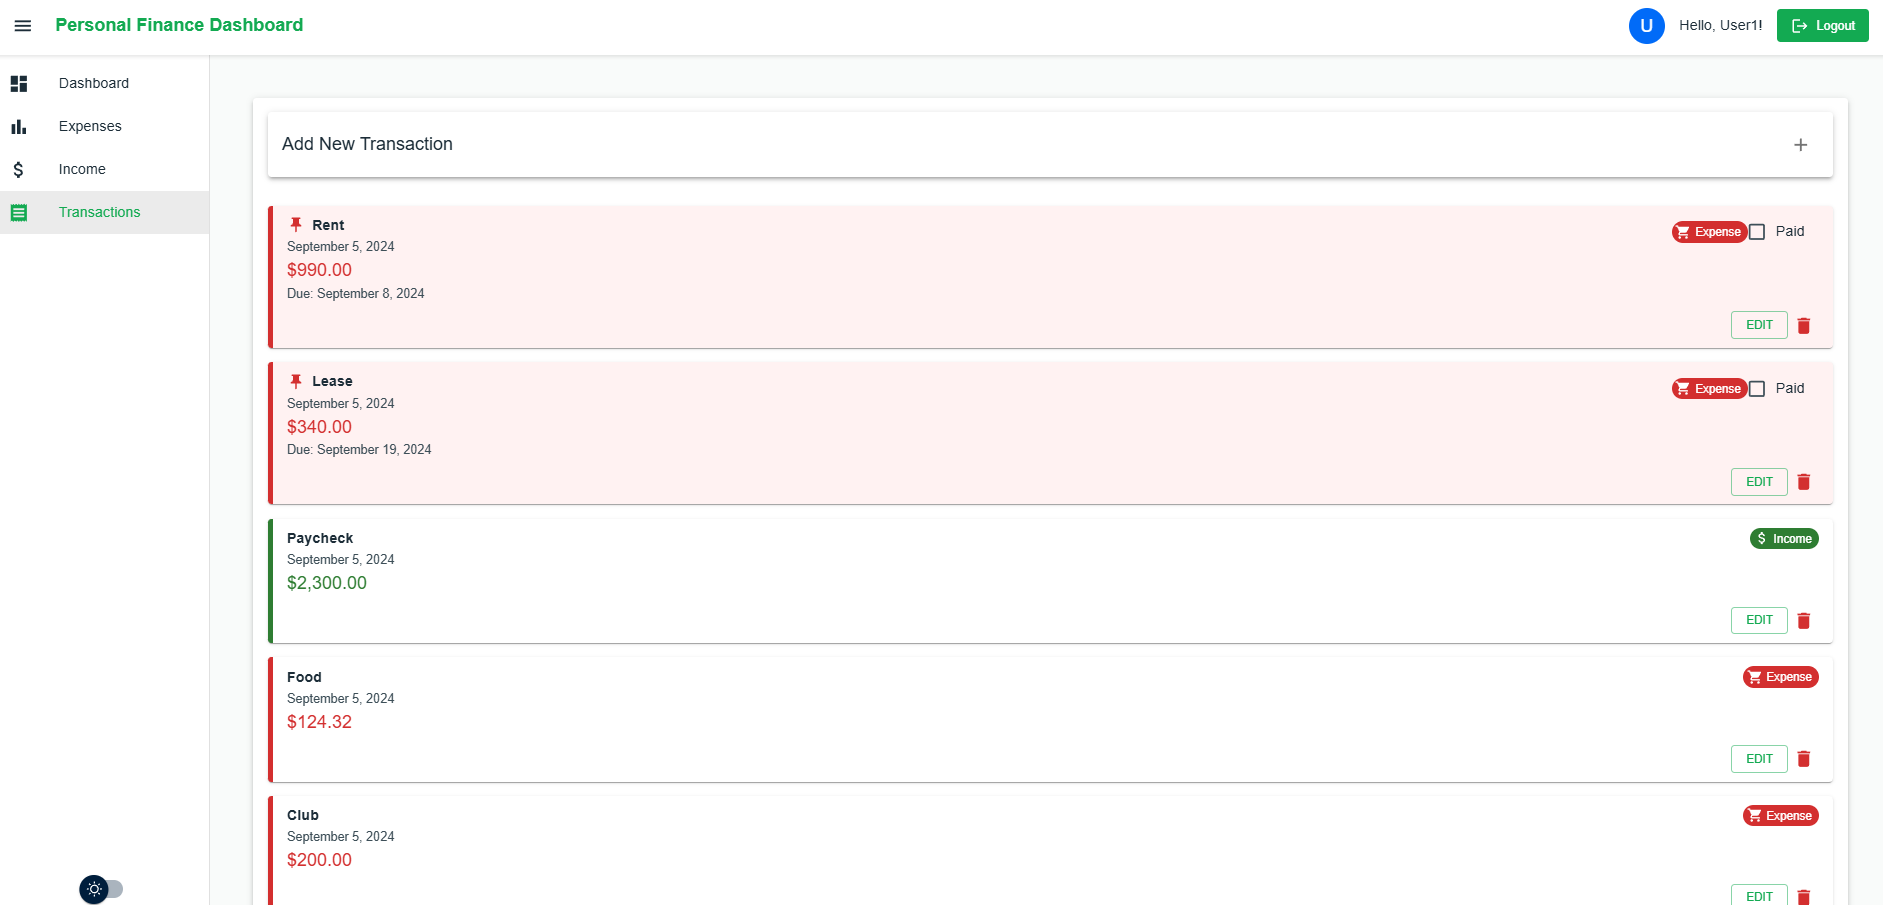 Personal Finance Dashboard
U
Hello, User1!
Logout
Dashboard
Expenses
Income
Transactions
Add New Transaction
Rent
Expense
Paid
September 5, 2024
$990.00
Due: September 8, 2024
EDIT
Lease
Expense
Paid
September 5, 2024
$340.00
Due: September 19, 2024
EDIT
Paycheck
$ Income
September 5, 2024
$2,300.00
EDIT
Food
Expense
September 5, 2024
$124.32
EDIT
Club
Expense
September 5, 2024
$200.00
EDIT